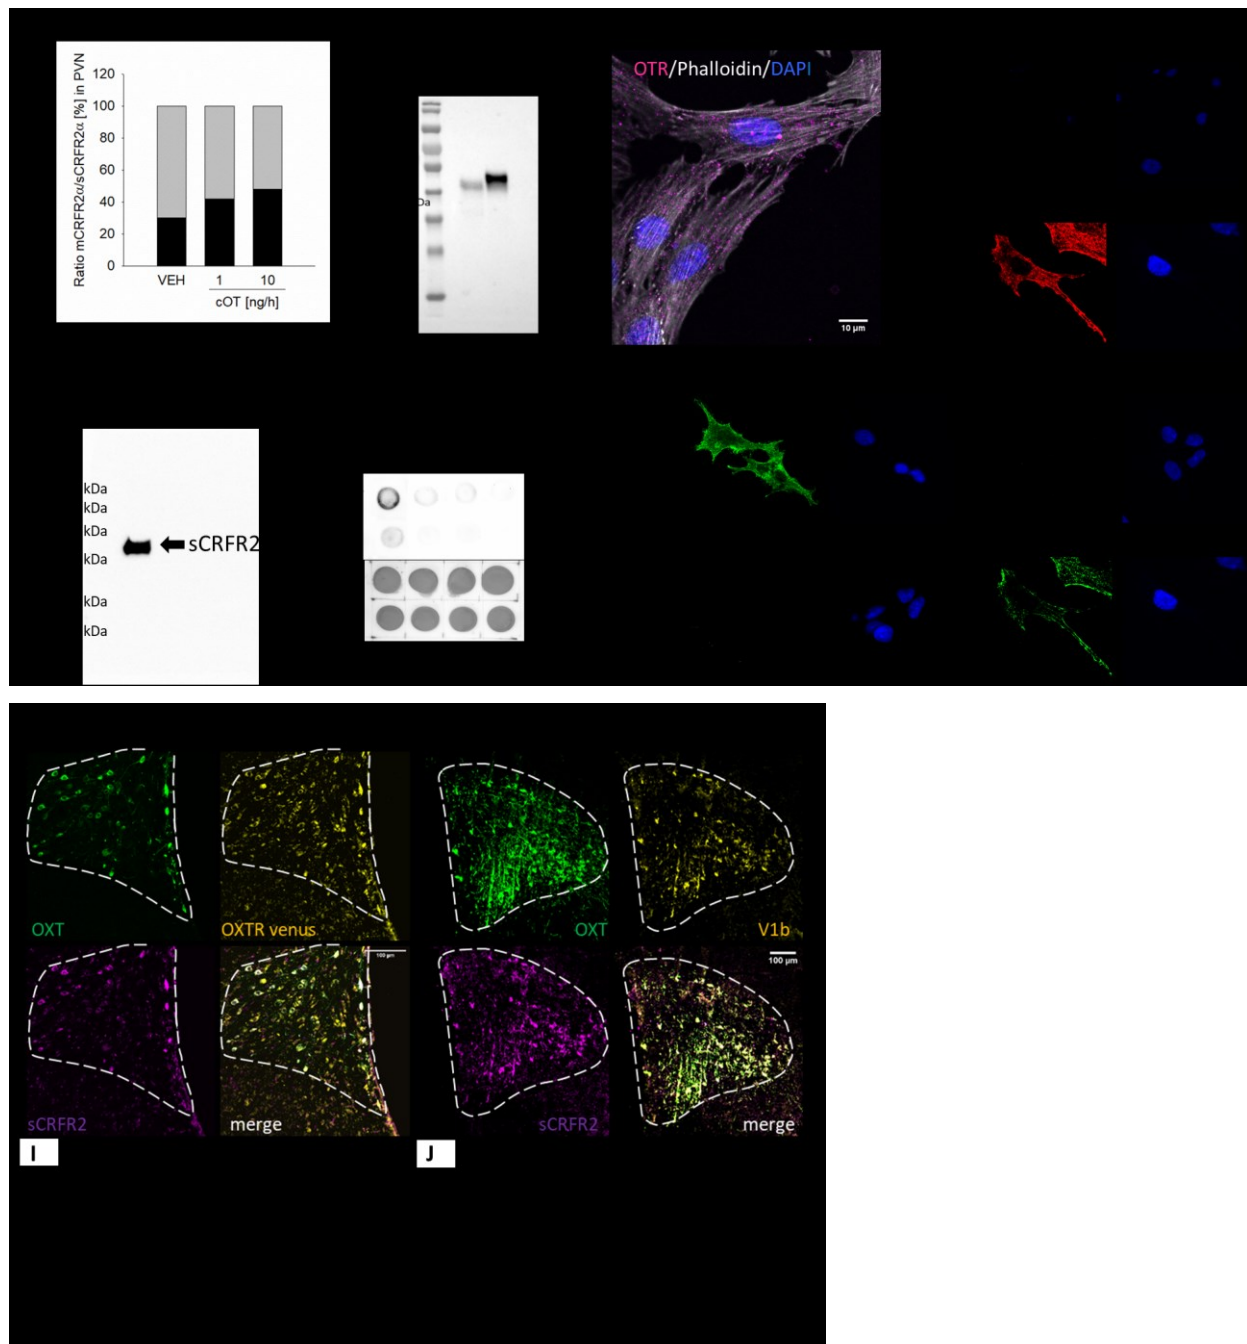 120
100
80
60
40
20
0
Ratio mCRFR2α/sCRFR2α [%] in PVN
VEH
1
10
cOT [ng/h]
Da
OTR/Phalloidin/DAPI
10 µm
kDa
kDa
kDa
kDa
kDa
kDa
sCRFR2
OXT
OXTR venus
OXT
V1b
100 µm
100 µm
sCRFR2
merge
sCRFR2
merge
I
J